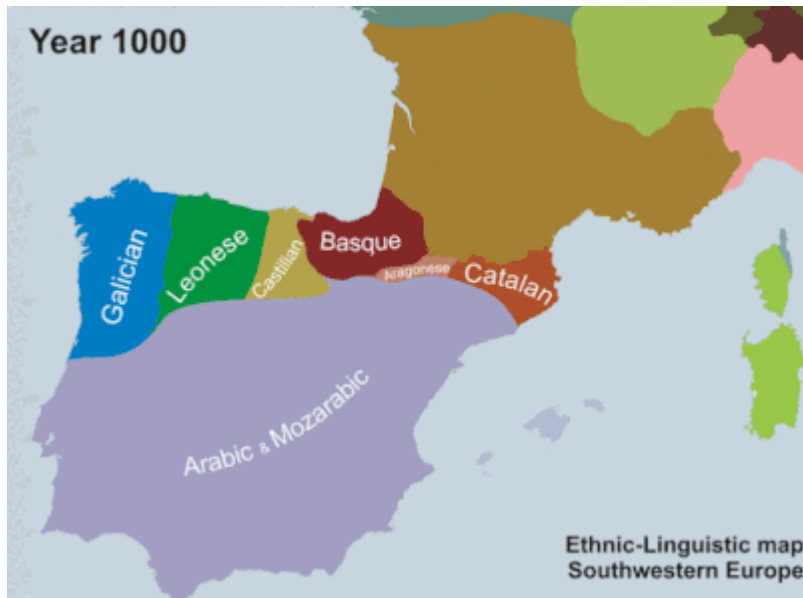 Year 1000
Galician
Leonese
Castilian
Basque
Aragonese
Catalan
Arabic & Mozarabic
Ethnic-Linguistic map
Southwestern Europe